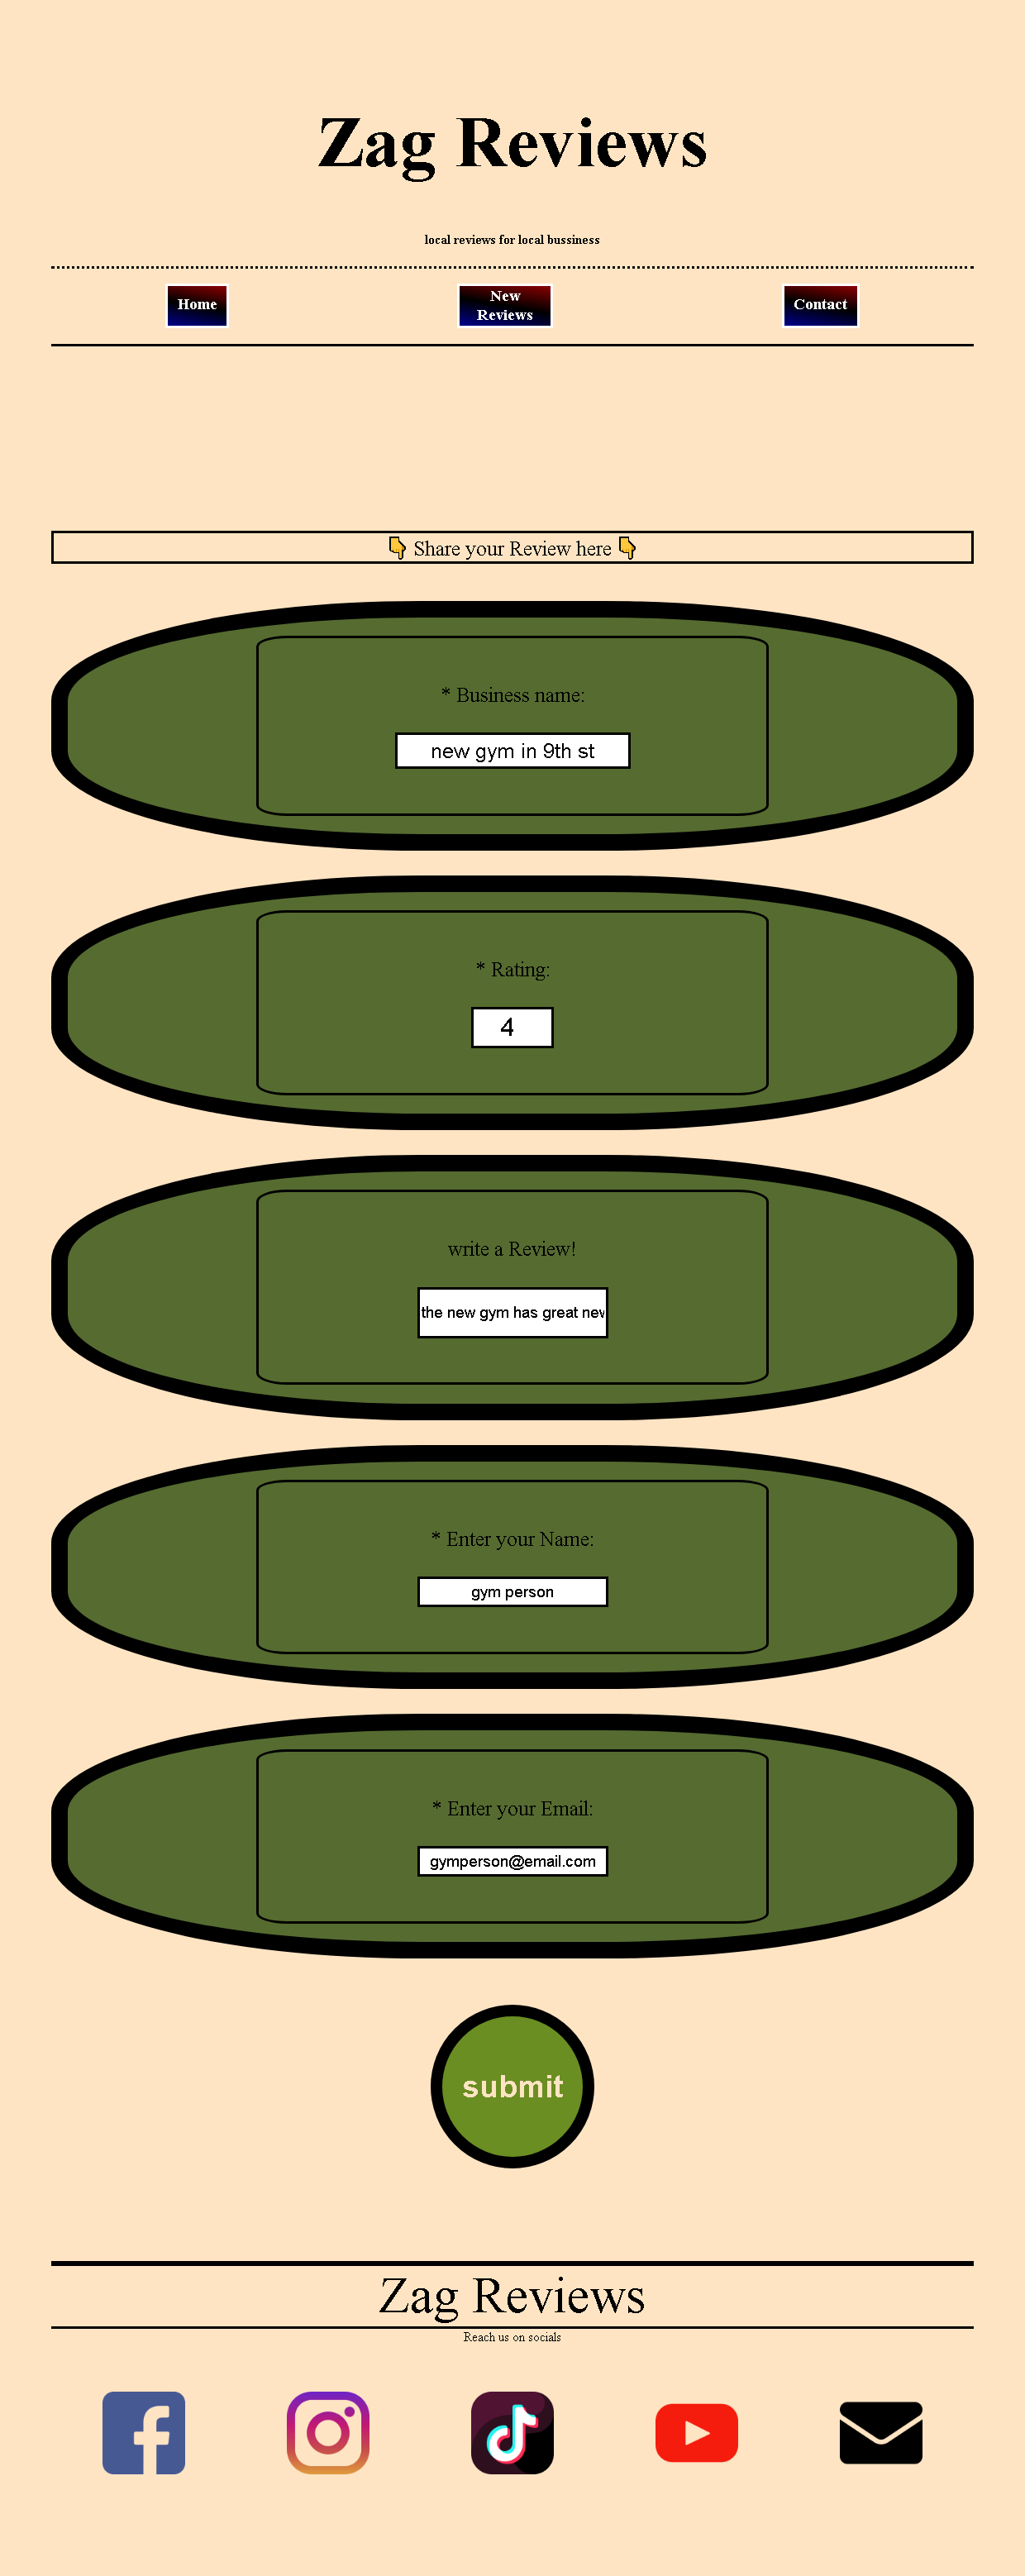 Zag Reviews
local reviews for local bussiness
Home
New
Reviews
Contact
👇 Share your Review here 👇
* Business name:
new gym in 9th st
* Rating:
4
write a Review!
the new gym has great
* Enter your Name:
gym person
* Enter your Email:
gymperson@email.com
submit
Zag Reviews
Reach us on socials